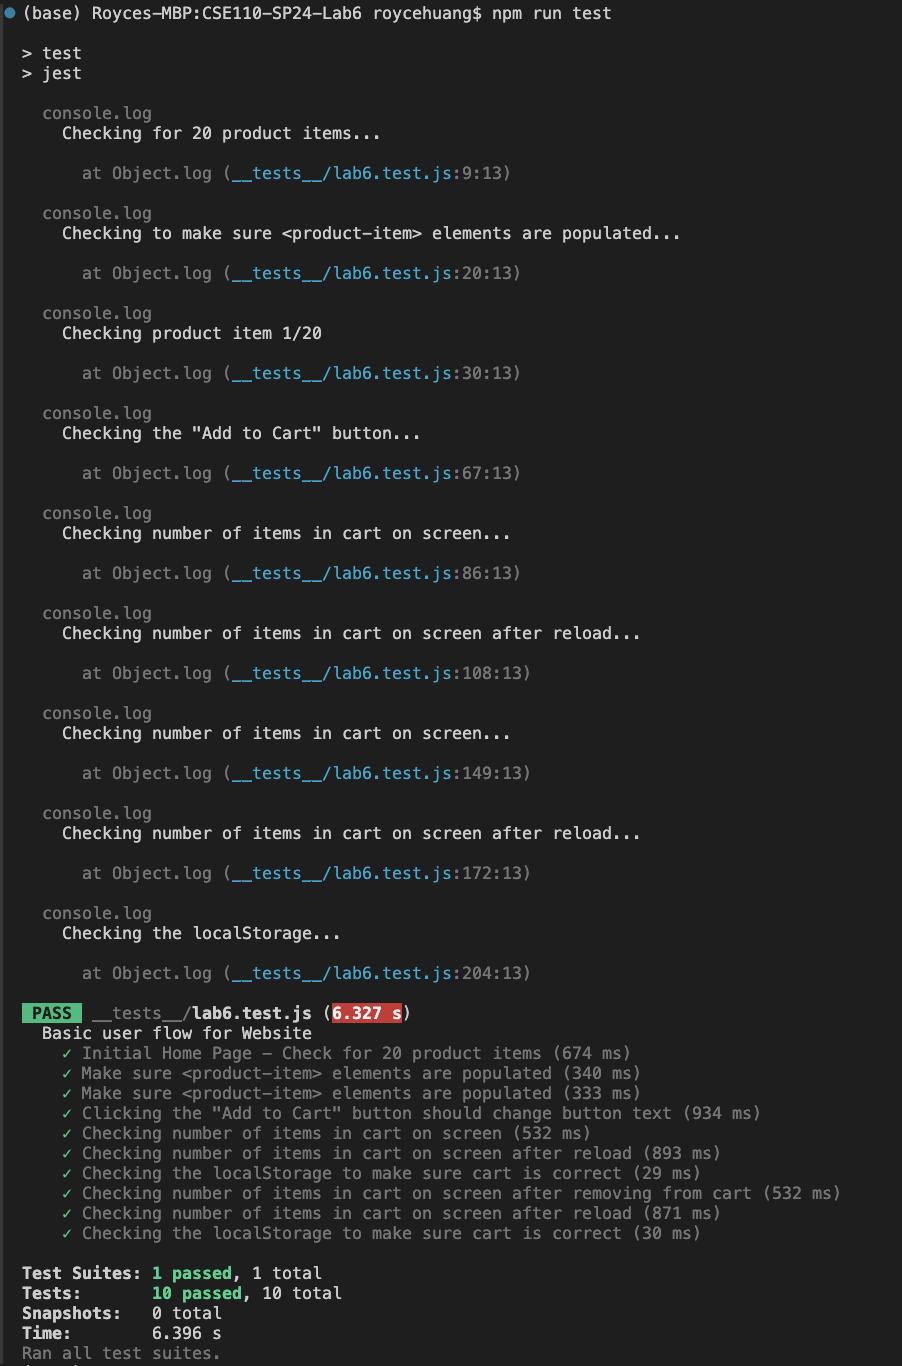 (base) Royces-MBP:CSE110-SP24-Lab6 roycehuang$ npm run test
> test
> jest
console.log
Checking for 20 product items...
at Object.log (__tests__/lab6.test.js:9:13)
console.log
Checking to make sure <product-item> elements are populated...
at Object.log (__tests__/lab6.test.js:20:13)
console.log
Checking product item 1/20
at Object.log (__tests__/lab6.test.js:30:13)
console.log
Checking the "Add to Cart" button...
at Object.log (__tests__/lab6.test.js:67:13)
console.log
Checking number of items in cart on screen...
at Object.log (__tests__/lab6.test.js:86:13)
console.log
Checking number of items in cart on screen after reload...
at Object.log (__tests__/lab6.test.js:108:13)
console.log
Checking number of items in cart on screen...
at Object.log (__tests__/lab6.test.js:149:13)
console.log
Checking number of items in cart on screen after reload...
at Object.log (__tests__/lab6.test.js:172:13)
console.log
Checking the localStorage...
at Object.log (__tests__/lab6.test.js:204:13)
PASS __tests__/lab6.test.js (6.327 s)
Basic user flow for Website
✓ Initial Home Page - Check for 20 product items (674 ms)
✓ Make sure <product-item> elements are populated (340 ms)
✓ Make sure <product-item> elements are populated (333 ms)
✓ Clicking the "Add to Cart" button should change button text (934 ms)
✓ Checking number of items in cart on screen (532 ms)
✓ Checking number of items in cart on screen after reload (893 ms)
✓ Checking the localStorage to make sure cart is correct (29 ms)
✓ Checking number of items in cart on screen after removing from cart (532 ms)
✓ Checking number of items in cart on screen after reload (871 ms)
✓ Checking the localStorage to make sure cart is correct (30 ms)
Test Suites: 1 passed, 1 total
Tests: 10 passed, 10 total
Snapshots: 0 total
Time: 6.396 s
Ran all test suites.